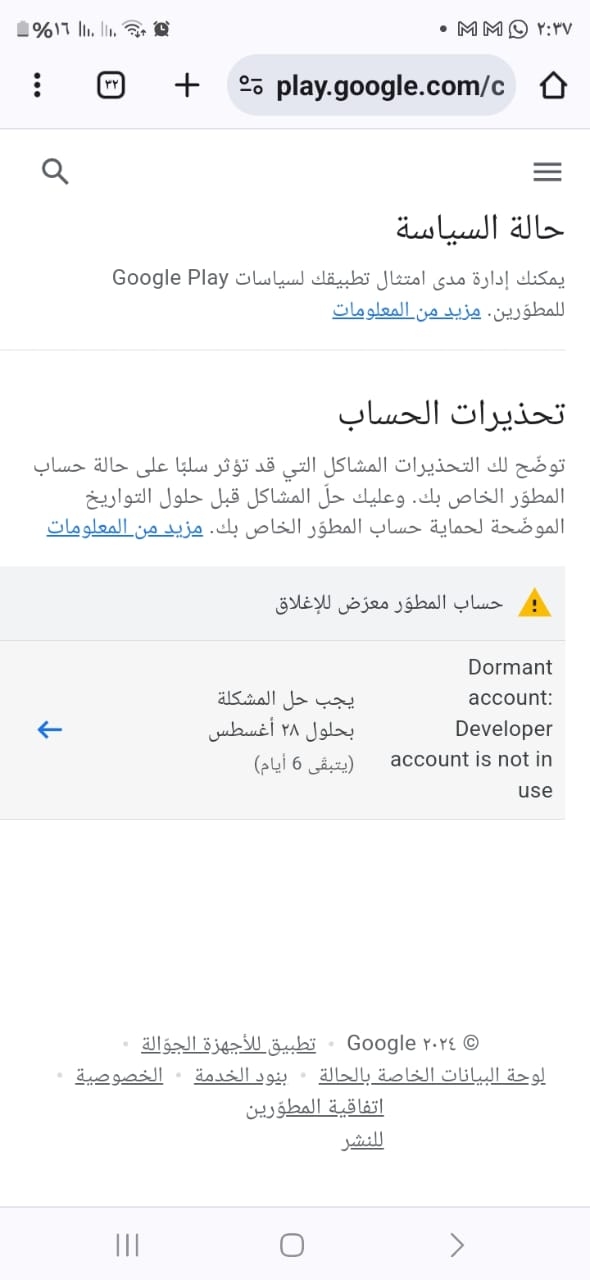 ٢:٣٧
%١٦
play.google.com/c
٣٢
حالة السياسة
يمكنك إدارة مدى امتثال تطبيقك لسياسات Google Play
للمطوّرين. مزيد من المعلومات
تحذيرات الحساب
توضّح لك التحذيرات المشاكل التي قد تؤثر سلبًا على حالة حساب
المطوّر الخاص بك. وعليك حلّ المشاكل قبل حلول التواريخ
الموضّحة لحماية حساب المطوّر الخاص بك. مزيد من المعلومات
حساب المطوّر معرّض للإغلاق
Dormant
account:
Developer
account is not in
use
يجب حل المشكلة
بحلول ٢٨ أغسطس
(يتبقّى 6 أيام)
© ٢٠٢٤ Google • تطبيق للأجهزة الجوّالة •
لوحة البيانات الخاصة بالحالة • بنود الخدمة • الخصوصية •
اتفاقية المطوّرين
للنشر